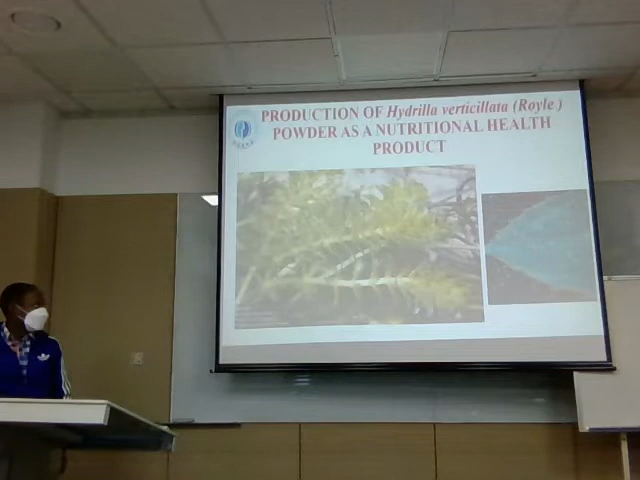 PRODUCTION OF Hydrilla verticillata (Royle )
POWDER AS A NUTRITIONAL HEALTH
PRODUCT